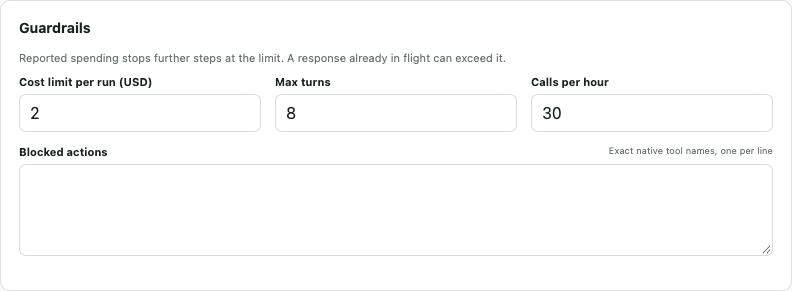 Guardrails
Reported spending stops further steps at the limit. A response already in flight can exceed it.
Cost limit per run (USD)
Max turns
Calls per hour
2
8
30
Blocked actions
Exact native tool names, one per line